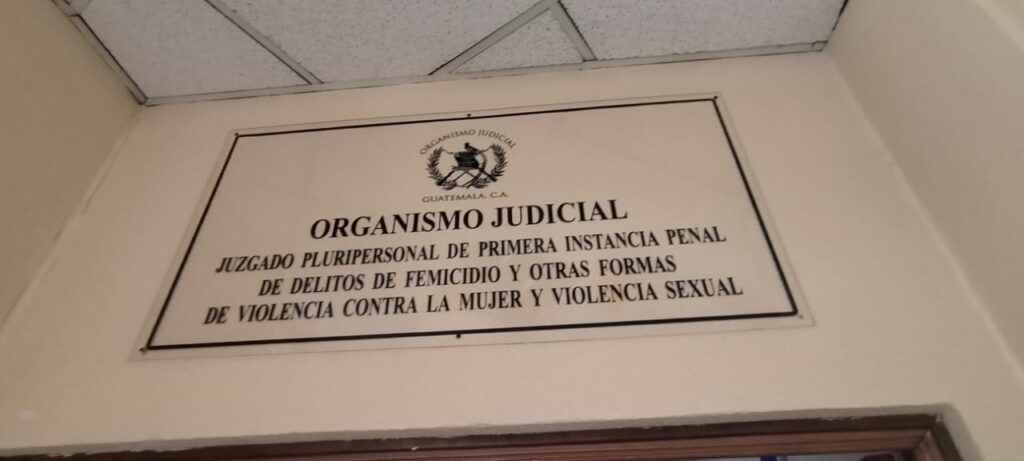 ORGANISMO JUDICIAL
GUATEMALA, C.A.
ORGANISMO JUDICIAL
JUZGADO PLURIPERSONAL DE PRIMERA INSTANCIA PENAL
DE DELITOS DE FEMICIDIO Y OTRAS FORMAS
DE VIOLENCIA CONTRA LA MUJER Y VIOLENCIA SEXUAL